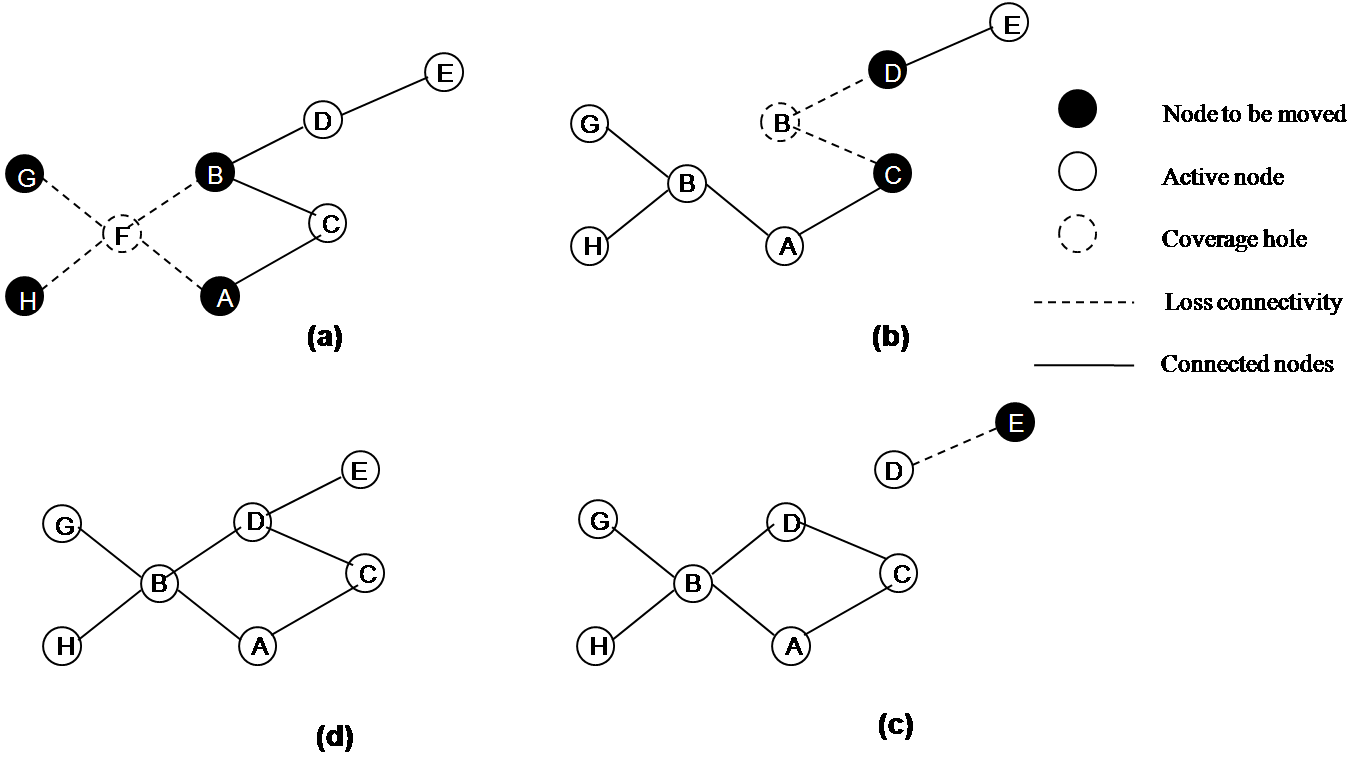 E
D
G
B
F
C
H
A
(a)
E
D
G
B
B
C
H
A
(b)
Node to be moved
Active node
Coverage hole
Loss connectivity
Connected nodes
E
G
D
B
C
H
A
(d)
E
D
G
D
B
C
H
A
(c)